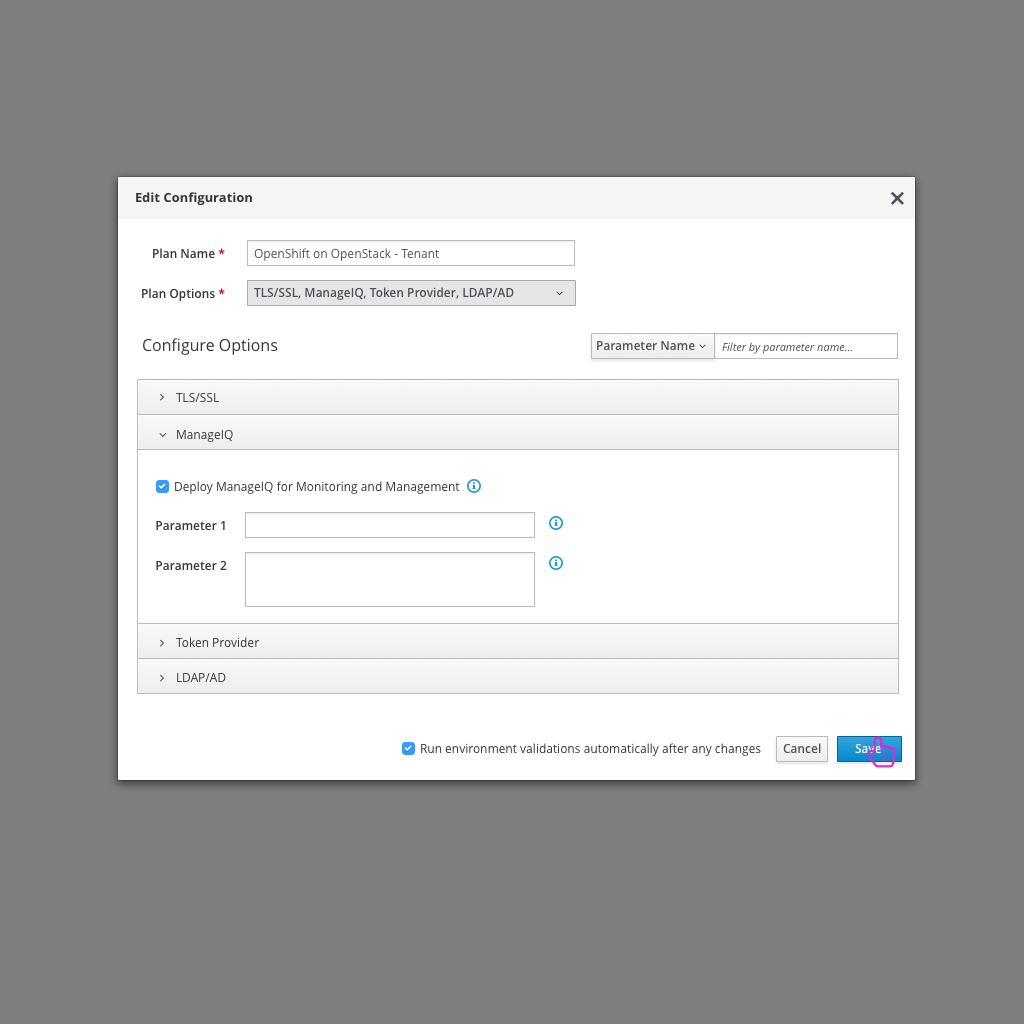 Edit Configuration
Plan Name *
OpenShift on OpenStack - Tenant
Plan Options *
TLS/SSL, ManageIQ, Token Provider, LDAP/AD
Configure Options
Parameter Name
Filter by parameter name...
TLS/SSL
ManageIQ
Deploy ManageIQ for Monitoring and Management
Parameter 1
Parameter 2
Token Provider
LDAP/AD
Run environment validations automatically after any changes
Cancel
Save